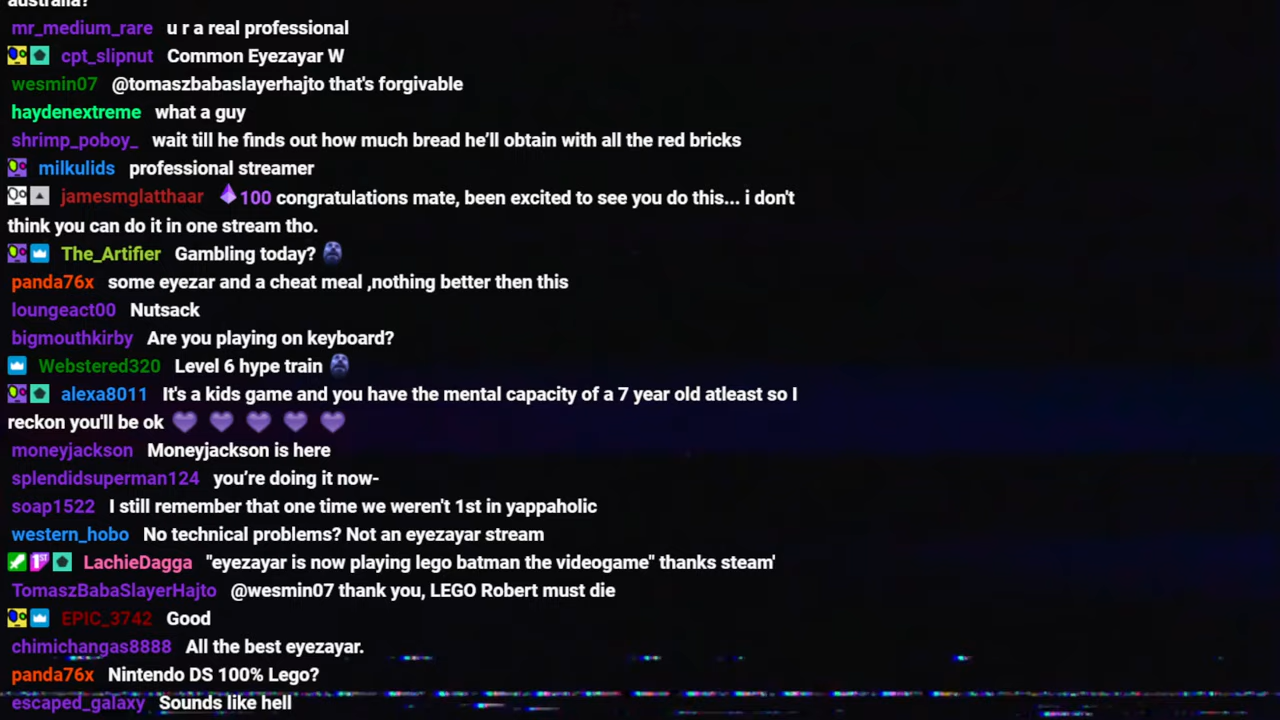 australia?
mr_medium_rare u r a real professional
cpt_slipnut Common Eyezayar W
wesmin07 @tomaszbabaslayerhajto that's forgivable
haydenextreme what a guy
shrimp_poboy_ wait till he finds out how much bread he’ll obtain with all the red bricks
milkulids professional streamer
jamesmglatthaar 100 congratulations mate, been excited to see you do this... i don't
think you can do it in one stream tho.
The_Artifier Gambling today?
panda76x some eyezar and a cheat meal ,nothing better then this
loungeact00 Nutsack
bigmouthkirby Are you playing on keyboard?
Webstered320 Level 6 hype train
alexa8011 It's a kids game and you have the mental capacity of a 7 year old atleast so I
reckon you'll be ok
moneyjackson Moneyjackson is here
splendidsuperman124 you’re doing it now-
soap1522 I still remember that one time we weren't 1st in yappaholic
western_hobo No technical problems? Not an eyezayar stream
1ST LachieDagga "eyezayar is now playing lego batman the videogame" thanks steam'
TomaszBabaSlayerHajto @wesmin07 thank you, LEGO Robert must die
EPIC_3742 Good
chimichangas8888 All the best eyezayar.
panda76x Nintendo DS 100% Lego?
escaped_galaxy Sounds like hell